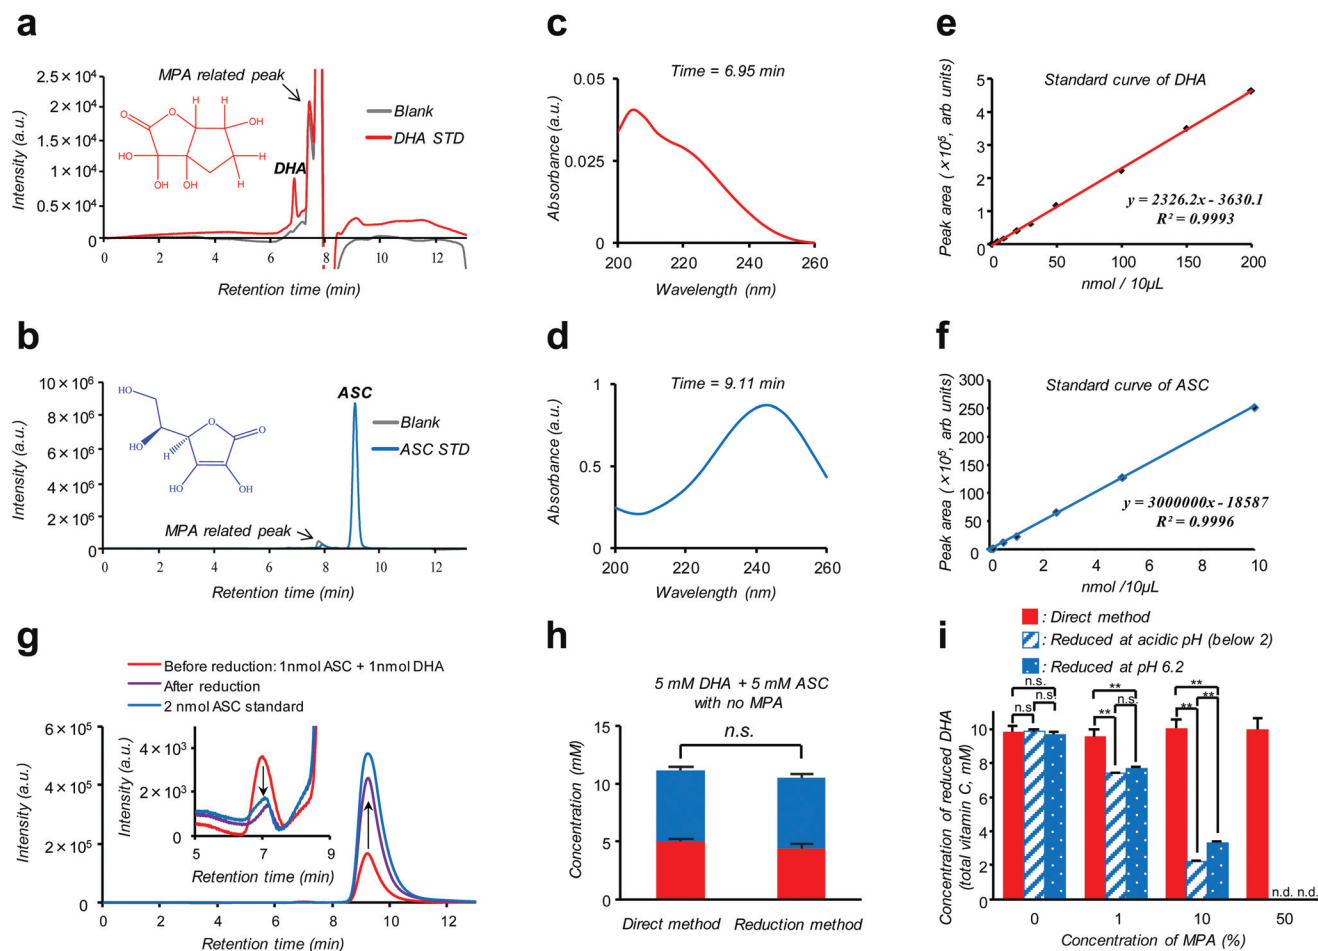 a
2.5×10⁴
2×10⁴
1.5×10⁴
1×10⁴
0.5×10⁴
0
Intensity (a.u.)
MPA related peak
Blank
DHA STD
DHA
O
O
H
H
OH
HO
H
OH
OH
H
0 2 4 6 8 10 12
Retention time (min)
c
Time = 6.95 min
0.05
0.025
0
Absorbance (a.u.)
200 220 240 260
Wavelength (nm)
e
Standard curve of DHA
5
4
3
2
1
0
Peak area (×10⁵, arb units)
y = 2326.2x - 3630.1
R² = 0.9993
0 50 100 150 200
nmol / 10μL
b
10×10⁶
8×10⁶
6×10⁶
4×10⁶
2×10⁶
0
Intensity (a.u.)
ASC
Blank
ASC STD
MPA related peak
HO
HO
H
O
O
HO
OH
0 2 4 6 8 10 12
Retention time (min)
d
Time = 9.11 min
1
0.5
0
Absorbance (a.u.)
200 220 240 260
Wavelength (nm)
f
Standard curve of ASC
300
250
200
150
100
50
0
Peak area (×10⁵, arb units)
y = 3000000x - 18587
R² = 0.9996
0 2 4 6 8 10
nmol /10μL
g
Before reduction: 1nmol ASC + 1nmol DHA
After reduction
2 nmol ASC standard
6×10⁵
4×10⁵
2×10⁵
0
Intensity (a.u.)
4×10³
2×10³
0
Intensity (a.u.)
5 7 9
Retention time (min)
0 2 4 6 8 10 12
Retention time (min)
h
5 mM DHA + 5 mM ASC
with no MPA
n.s.
15
10
5
0
Concentration (mM)
Direct method Reduction method
i
: Direct method
: Reduced at acidic pH (below 2)
: Reduced at pH 6.2
n.s.
n.s.
n.s
**
n.s.
**
**
**
**
10
8
6
4
2
0
Concentration of reduced DHA
(total vitamin C, mM)
n.d. n.d.
0 1 10 50
Concentration of MPA (%)